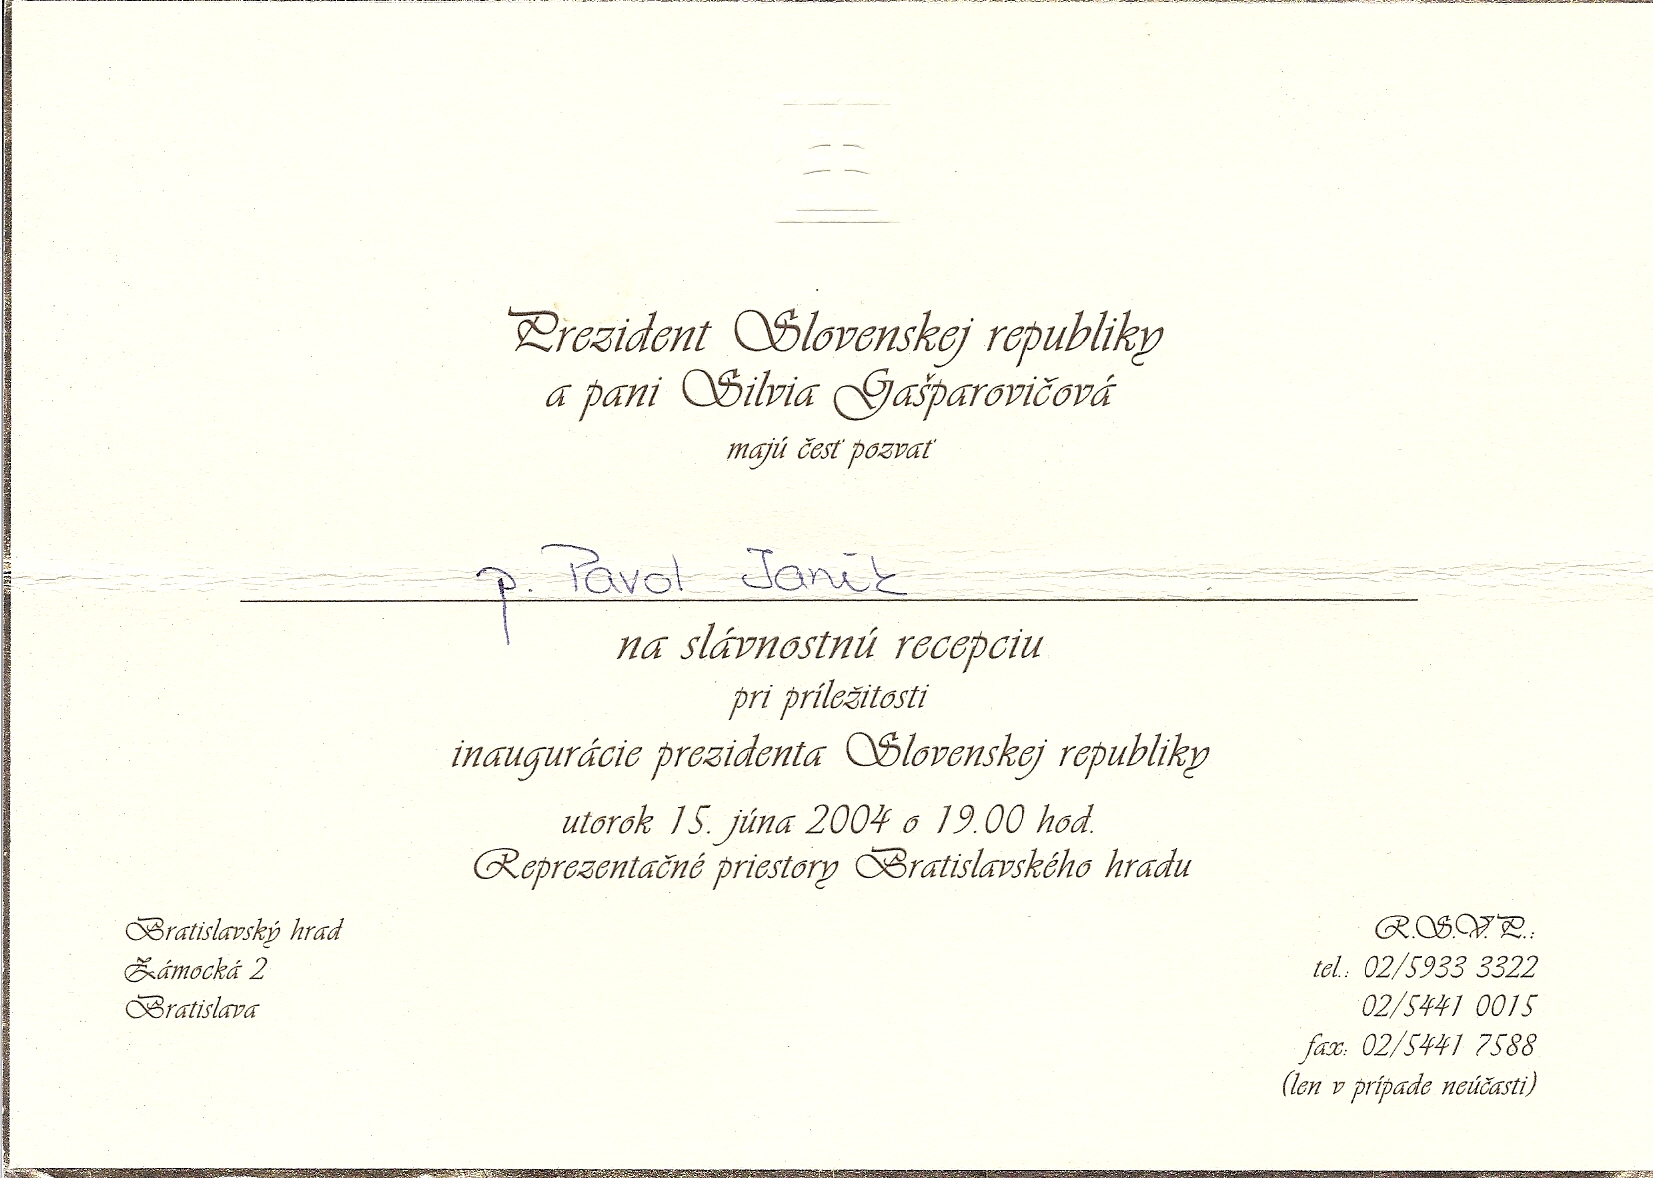 Prezident Slovenskej republiky
a pani Silvia Gašparovičová
majú česť pozvať
p. Pavol Janík
na slávnostnú recepciu
pri príležitosti
inaugurácie prezidenta Slovenskej republiky
utorok 15. júna 2004 o 19.00 hod.
Reprezentačné priestory Bratislavského hradu
Bratislavský hrad
Zámocká 2
Bratislava
R.S.V.P.:
tel.: 02/5933 3322
02/5441 0015
fax: 02/5441 7588
(len v prípade neúčasti)